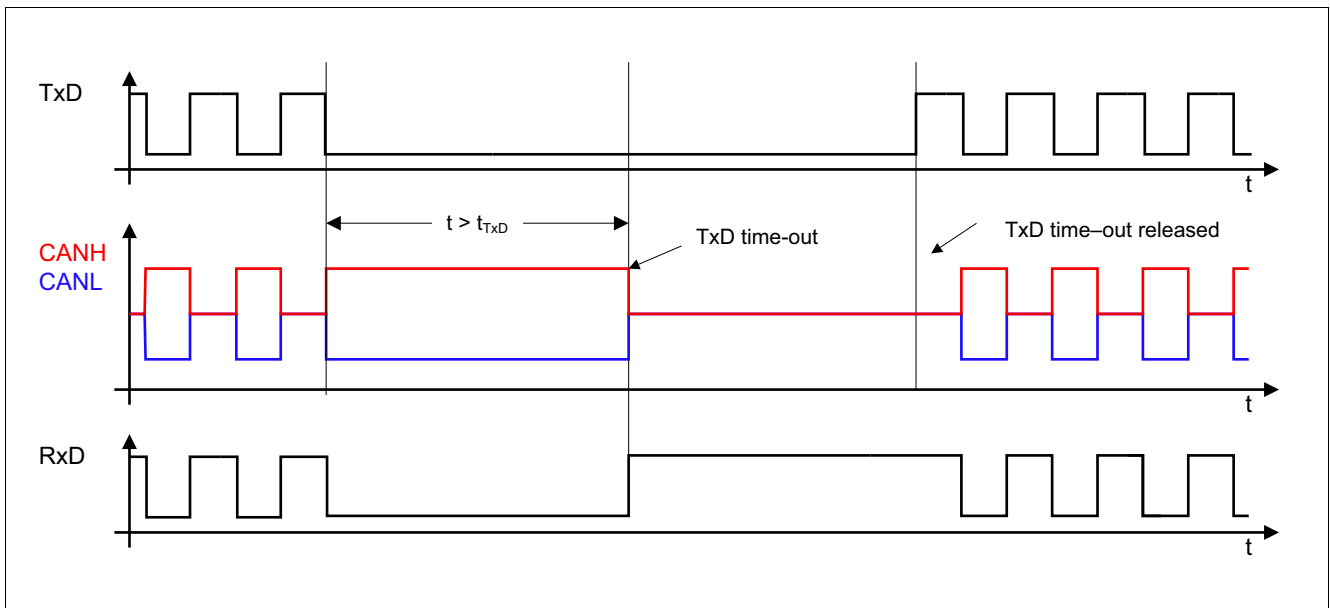 TxD
t
t > tTxD
TxD time-out
TxD time–out released
CANH
CANL
t
RxD
t